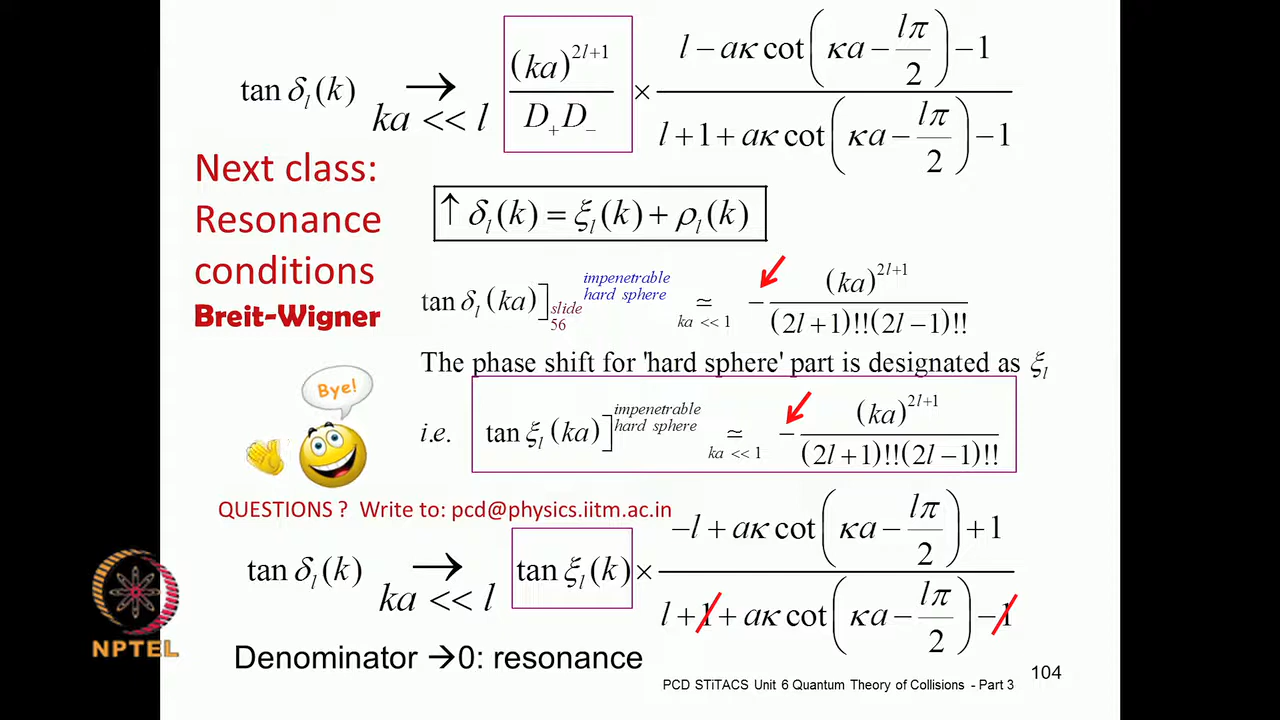 tan δ_l(k) → ka << l (ka)^{2l+1} / D_+D_- × (l − aκ cot(κa − lπ/2) − 1) / (l + 1 + aκ cot(κa − lπ/2) − 1)
Next class:
Resonance
conditions
Breit-Wigner
↑ δ_l(k) = ξ_l(k) + ρ_l(k)
tan δ_l(ka)]_{slide 56}^{impenetrable hard sphere} ≃ ka << 1 − (ka)^{2l+1} / (2l+1)!!(2l−1)!!
The phase shift for 'hard sphere' part is designated as ξ_l
Bye!
i.e. tan ξ_l(ka)]^{impenetrable hard sphere} ≃ ka << 1 − (ka)^{2l+1} / (2l+1)!!(2l−1)!!
QUESTIONS ? Write to: pcd@physics.iitm.ac.in
tan δ_l(k) → ka << l tan ξ_l(k) × (−l + aκ cot(κa − lπ/2) + 1) / (l + 1 + aκ cot(κa − lπ/2) − 1)
NPTEL
Denominator →0: resonance
104
PCD STiTACS Unit 6 Quantum Theory of Collisions - Part 3